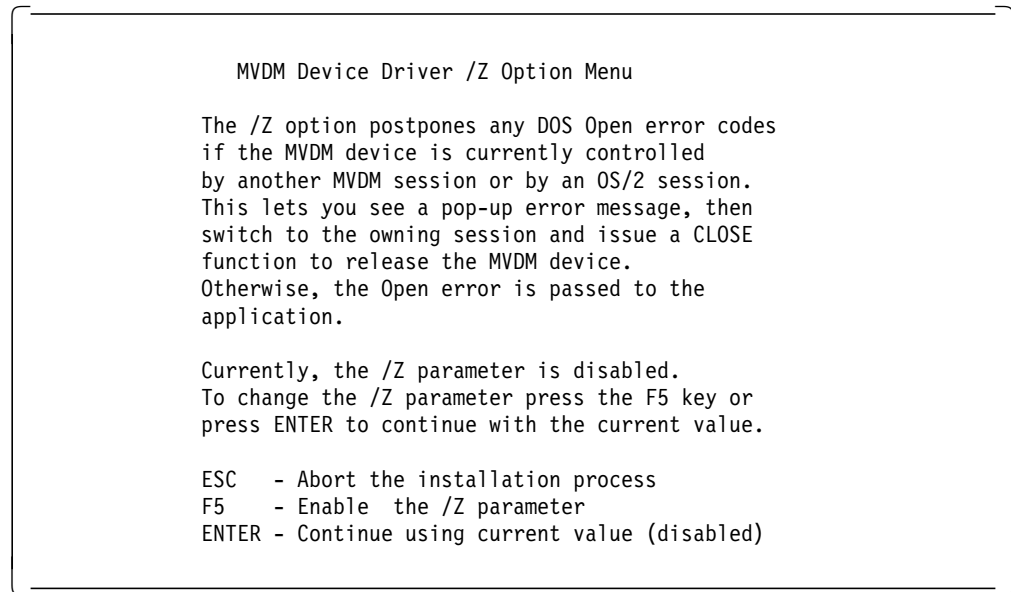 MVDM Device Driver /Z Option Menu
The /Z option postpones any DOS Open error codes
if the MVDM device is currently controlled
by another MVDM session or by an OS/2 session.
This lets you see a pop-up error message, then
switch to the owning session and issue a CLOSE
function to release the MVDM device.
Otherwise, the Open error is passed to the
application.
Currently, the /Z parameter is disabled.
To change the /Z parameter press the F5 key or
press ENTER to continue with the current value.
ESC   - Abort the installation process
F5    - Enable  the /Z parameter
ENTER - Continue using current value (disabled)